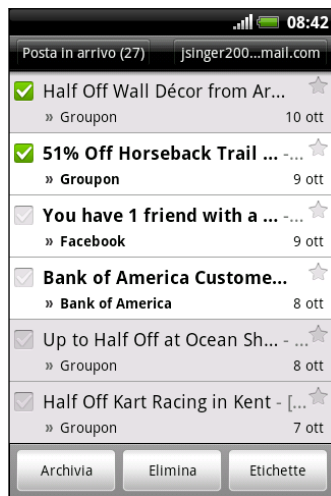 08:42
Posta in arrivo (27) jsinger200...mail.com
Half Off Wall Décor from Ar...
» Groupon 10 ott
51% Off Horseback Trail ... -...
» Groupon 9 ott
You have 1 friend with a ... -...
» Facebook 9 ott
Bank of America Custome...
» Bank of America 8 ott
Up to Half Off at Ocean Sh... - ...
» Groupon 8 ott
Half Off Kart Racing in Kent - [...
» Groupon 7 ott
Archivia Elimina Etichette